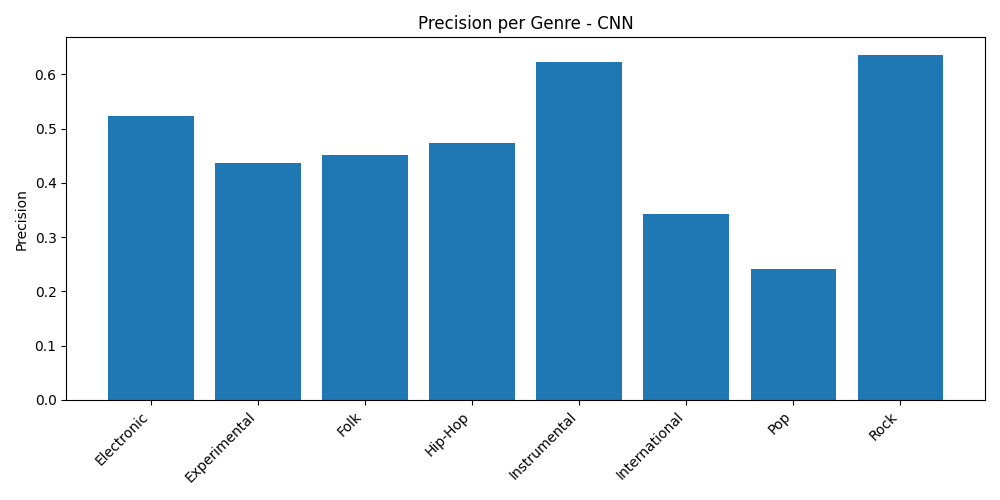 Precision per Genre - CNN
Precision
0.6
0.5
0.4
0.3
0.2
0.1
0.0
Electronic
Experimental
Folk
Hip-Hop
Instrumental
International
Pop
Rock